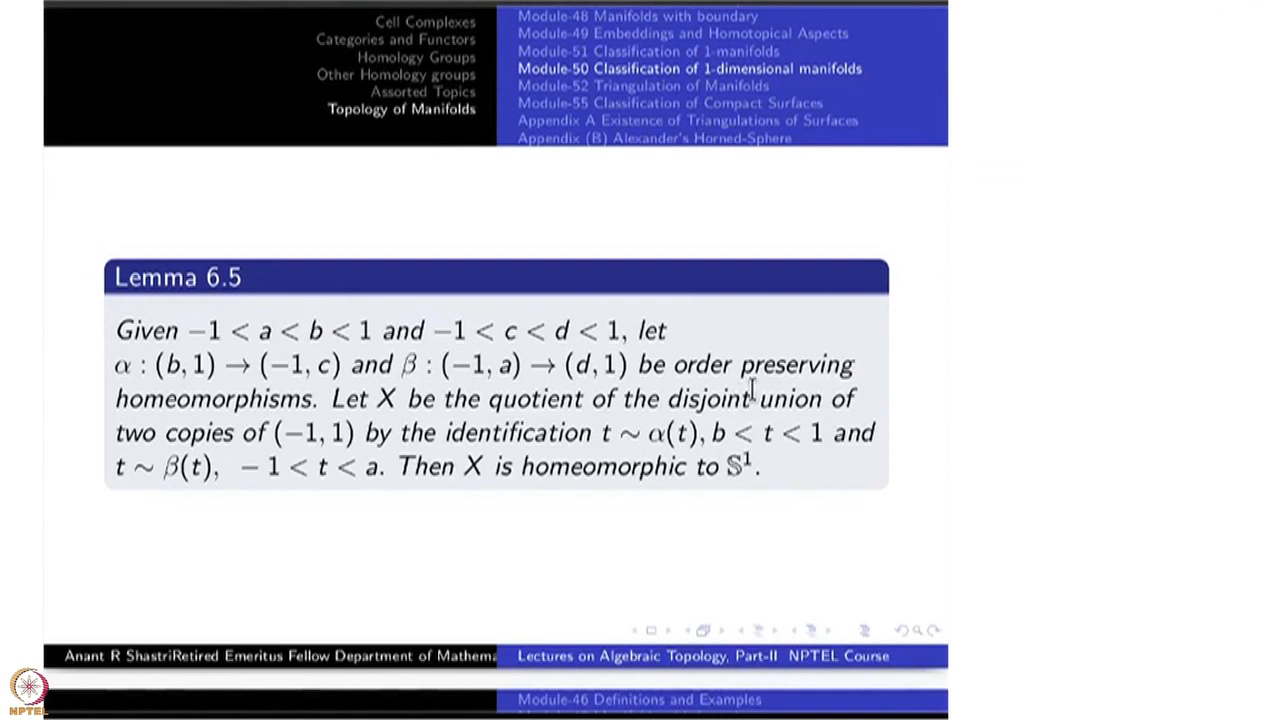 Cell Complexes
Categories and Functors
Homology Groups
Other Homology groups
Assorted Topics
Topology of Manifolds
Module-48 Manifolds with boundary
Module-49 Embeddings and Homotopical Aspects
Module-51 Classification of 1-manifolds
Module-50 Classification of 1-dimensional manifolds
Module-52 Triangulation of Manifolds
Module-55 Classification of Compact Surfaces
Appendix A Existence of Triangulations of Surfaces
Appendix (B) Alexander's Horned-Sphere
Lemma 6.5
Given −1 < a < b < 1 and −1 < c < d < 1, let
α : (b, 1) → (−1, c) and β : (−1, a) → (d, 1) be order preserving
homeomorphisms. Let X be the quotient of the disjoint union of
two copies of (−1, 1) by the identification t ∼ α(t), b < t < 1 and
t ∼ β(t), −1 < t < a. Then X is homeomorphic to 𝕊¹.
Anant R ShastriRetired Emeritus Fellow Department of Mathema
Lectures on Algebraic Topology, Part-II NPTEL Course
NPTEL
Module-46 Definitions and Examples